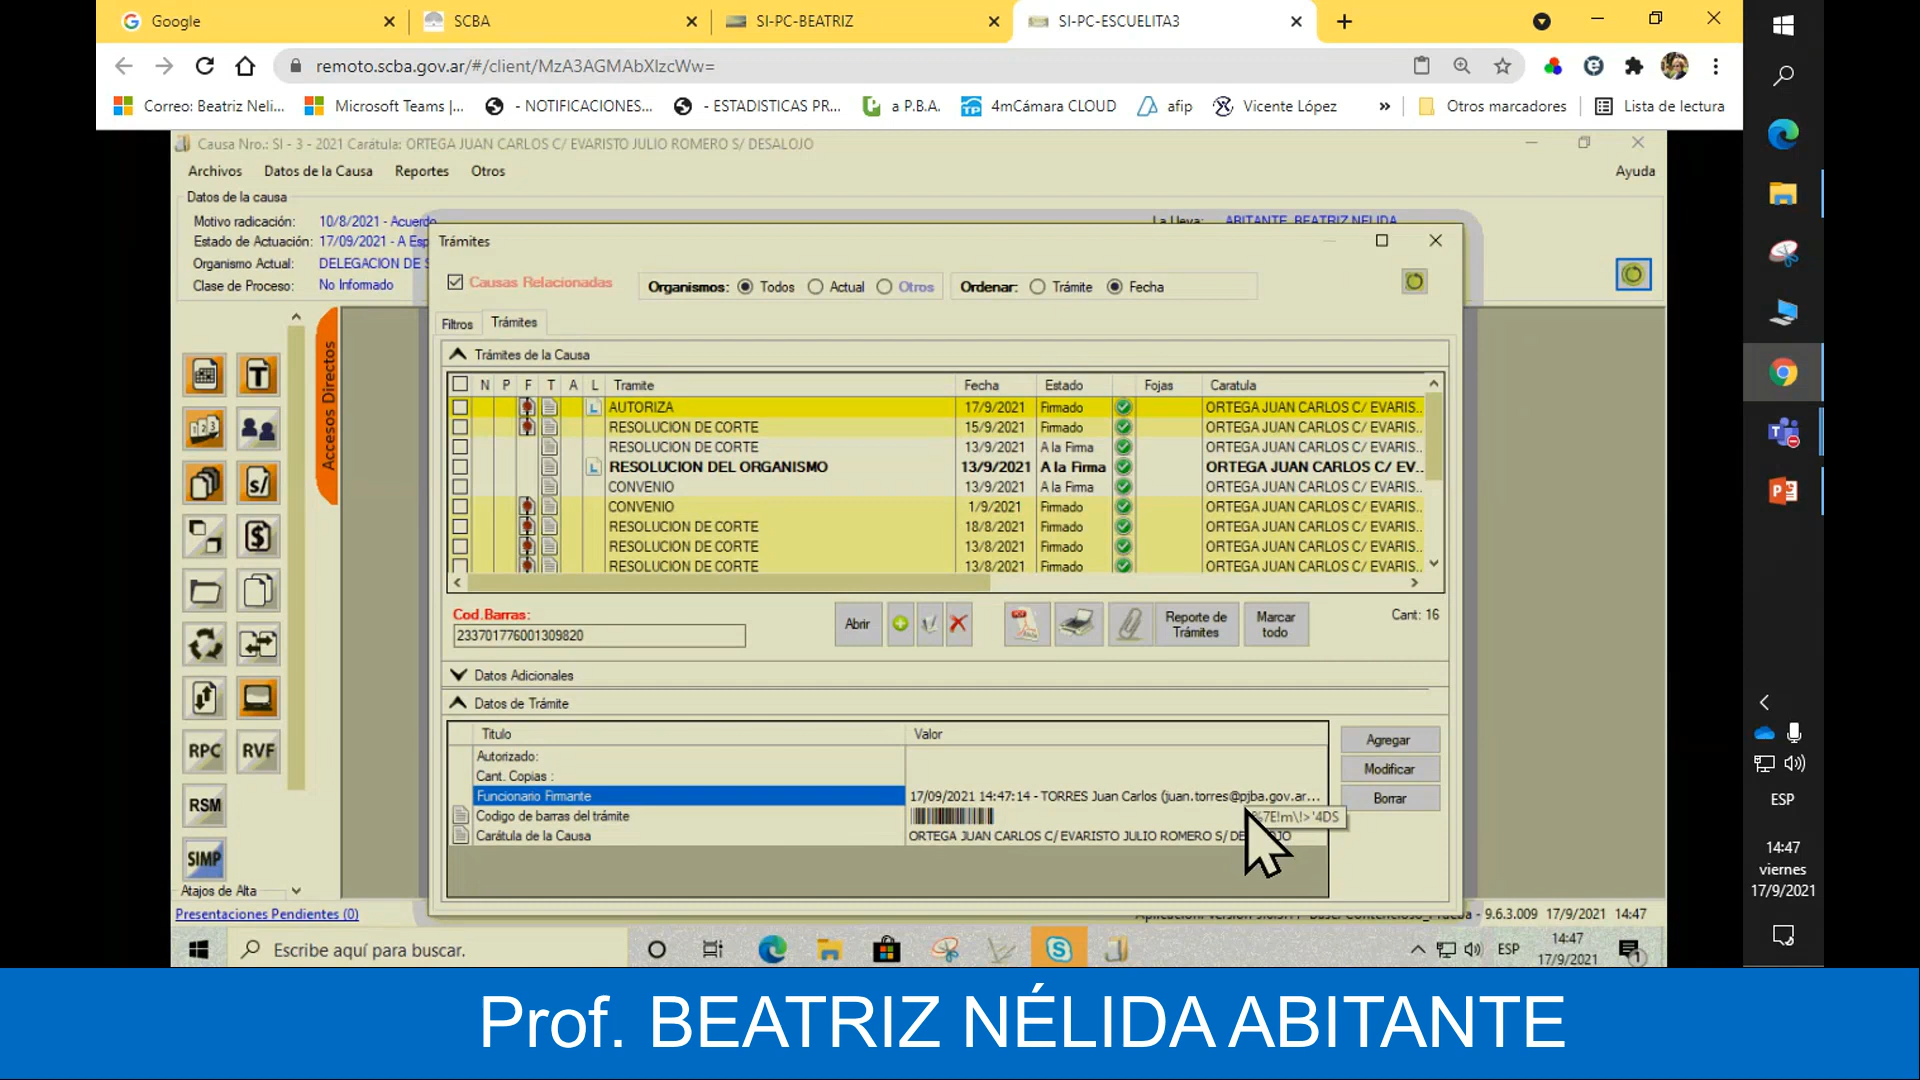 Google
SCBA
SI-PC-BEATRIZ
SI-PC-ESCUELITA3
remoto.scba.gov.ar/#/client/MzA3AGMAbXlzcWw=
Correo: Beatriz Neli...
Microsoft Teams |...
- NOTIFICACIONES...
- ESTADISTICAS PR...
a P.B.A.
4mCámara CLOUD
afip
Vicente López
»
Otros marcadores
Lista de lectura
Causa Nro.: SI - 3 - 2021 Carátula: ORTEGA JUAN CARLOS C/ EVARISTO JULIO ROMERO S/ DESALOJO
Archivos Datos de la Causa Reportes Otros Ayuda
Datos de la causa
Motivo radicación: 10/8/2021 - Acuerdo
La Lleva: ABITANTE, BEATRIZ NELIDA
Estado de Actuación: 17/09/2021 - A Esp
Organismo Actual: DELEGACION DE S
Clase de Proceso: No Informado
Trámites
Causas Relacionadas Organismos: Todos Actual Otros Ordenar: Trámite Fecha
Filtros Trámites
Trámites de la Causa
N P F T A L Tramite Fecha Estado Fojas Caratula
L AUTORIZA 17/9/2021 Firmado ORTEGA JUAN CARLOS C/ EVARIS..
RESOLUCION DE CORTE 15/9/2021 Firmado ORTEGA JUAN CARLOS C/ EVARIS..
RESOLUCION DE CORTE 13/9/2021 A la Firma ORTEGA JUAN CARLOS C/ EVARIS..
L RESOLUCION DEL ORGANISMO 13/9/2021 A la Firma ORTEGA JUAN CARLOS C/ EV..
CONVENIO 13/9/2021 A la Firma ORTEGA JUAN CARLOS C/ EVARIS..
CONVENIO 1/9/2021 Firmado ORTEGA JUAN CARLOS C/ EVARIS..
RESOLUCION DE CORTE 18/8/2021 Firmado ORTEGA JUAN CARLOS C/ EVARIS..
RESOLUCION DE CORTE 13/8/2021 Firmado ORTEGA JUAN CARLOS C/ EVARIS..
RESOLUCION DE CORTE 13/8/2021 Firmado ORTEGA JUAN CARLOS C/ EVARIS..
Cod.Barras:
233701776001309820
Abrir
Reporte de
Trámites
Marcar
todo
Cant: 16
Datos Adicionales
Datos de Trámite
Titulo Valor
Autorizado:
Cant. Copias :
Funcionario Firmante 17/09/2021 14:47:14 - TORRES Juan Carlos (juan.torres@pjba.gov.ar...
Codigo de barras del trámite
%7E!m\!>'4DS
Carátula de la Causa ORTEGA JUAN CARLOS C/ EVARISTO JULIO ROMERO S/ DESALOJO
Agregar
Modificar
Borrar
Accesos Directos
T
123
s/
$
RPC
RVF
RSM
SIMP
Atajos de Alta
Presentaciones Pendientes (0)
- 9.6.3.009 17/9/2021 14:47
Escribe aquí para buscar.
ESP
14:47
17/9/2021
1
ESP
14:47
viernes
17/9/2021
Prof. BEATRIZ NÉLIDA ABITANTE